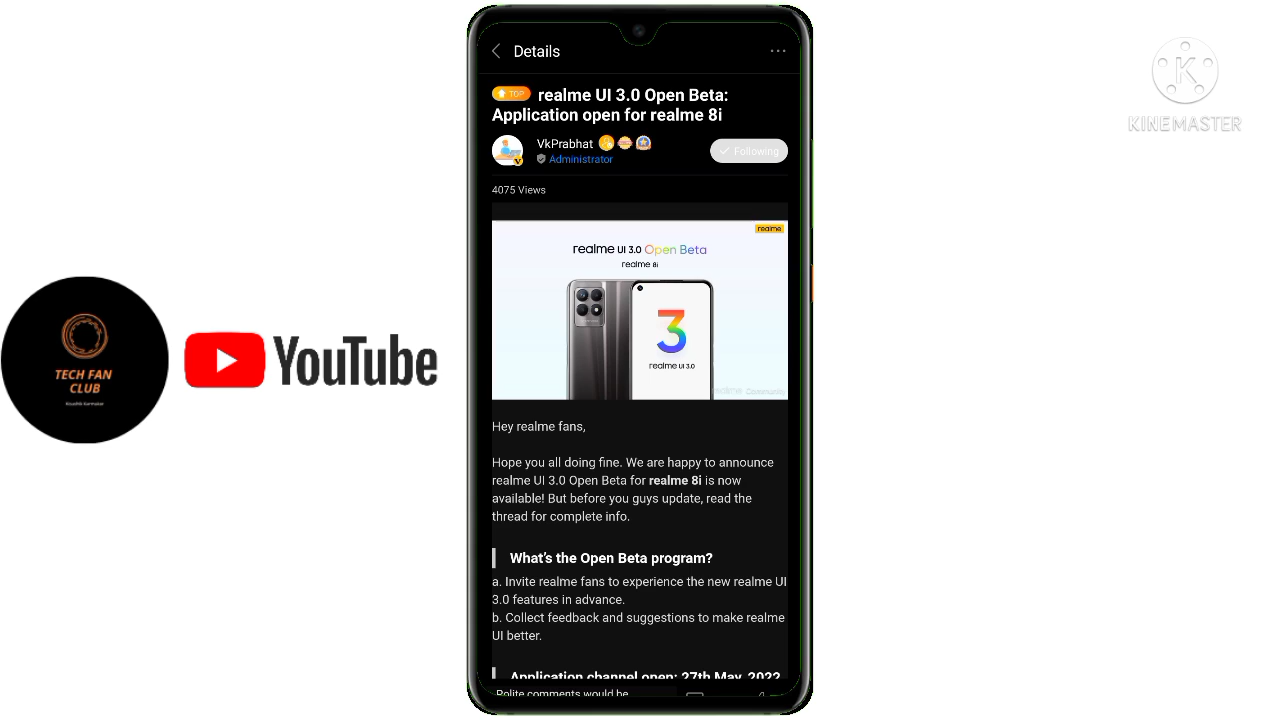 Details
TOP realme UI 3.0 Open Beta:
Application open for realme 8i
VkPrabhat
Administrator
Following
4075 Views
realme
realme UI 3.0 Open Beta
realme 8i
3
realme UI 3.0
realme Community
Hey realme fans,
Hope you all doing fine. We are happy to announce
realme UI 3.0 Open Beta for realme 8i is now
available! But before you guys update, read the
thread for complete info.
What's the Open Beta program?
a. Invite realme fans to experience the new realme UI
3.0 features in advance.
b. Collect feedback and suggestions to make realme
UI better.
Application channel open: 27th May, 2022
Polite comments would be
TECH FAN
CLUB
YouTube
K
KINEMASTER